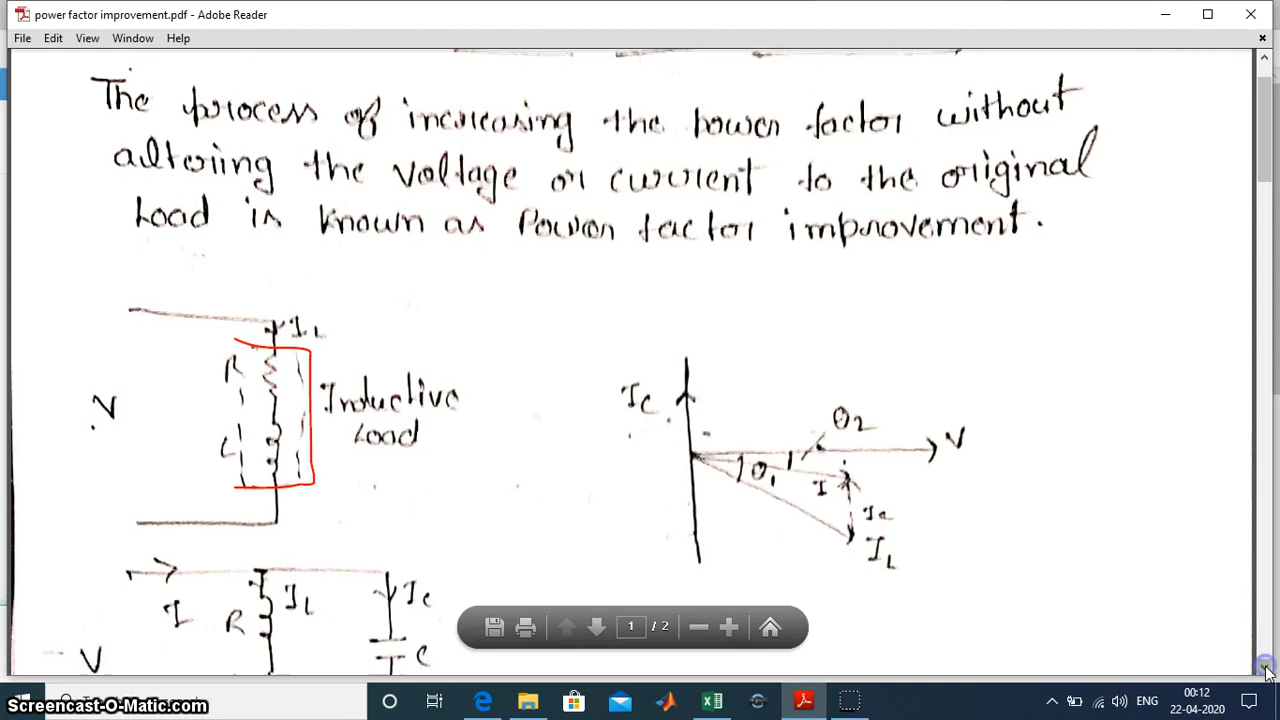 power factor improvement.pdf - Adobe Reader
File Edit View Window Help
The process of increasing the power factor without
altering the voltage or current to the original
Load is known as Power factor improvement.
IL
R
Inductive
Load
V
L
Ic
θ2
V
θ1
I
Ic
IL
I
IL
Ic
R
V
C
1 / 2
ENG
00:12
22-04-2020
Screencast-O-Matic.com